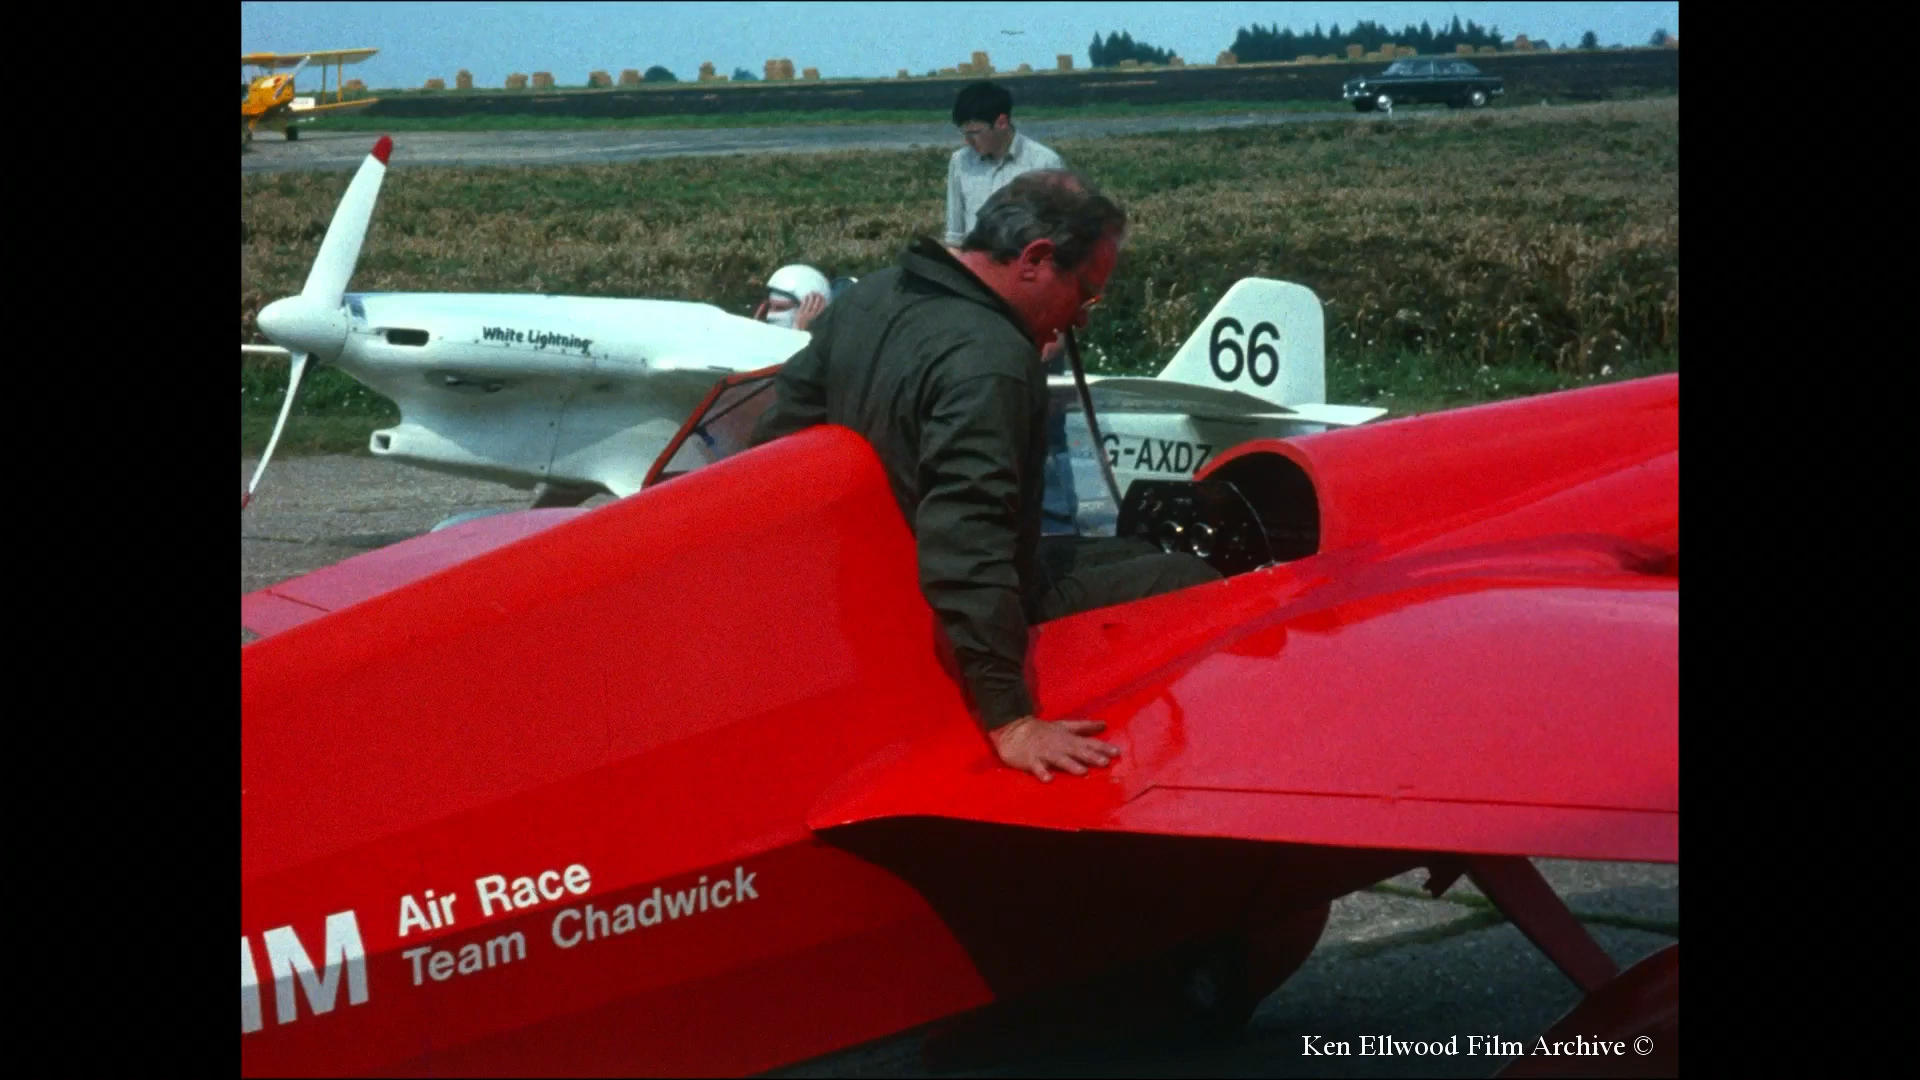 White Lightning
66
G-AXDZ
Air Race
Team Chadwick
Ken Ellwood Film Archive ©